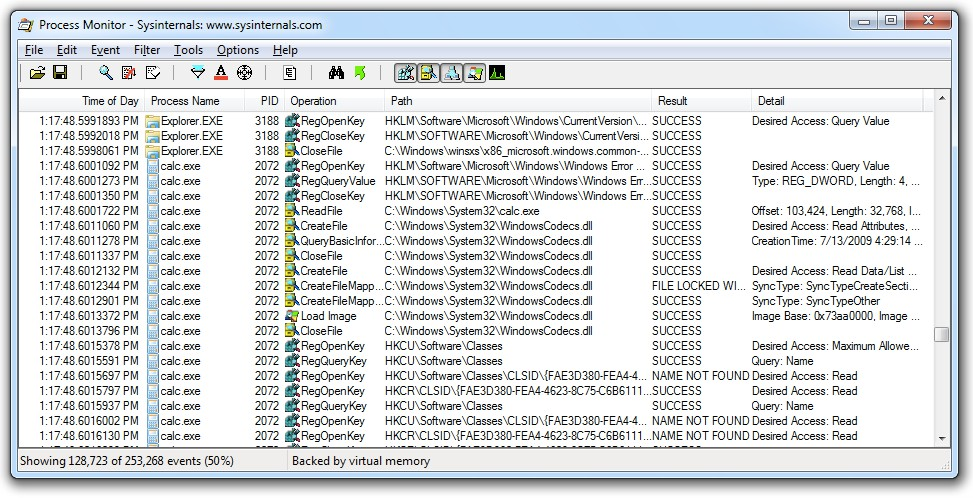 Process Monitor - Sysinternals: www.sysinternals.com
File Edit Event Filter Tools Options Help
Time of Day Process Name PID Operation Path Result Detail
1:17:48.5991893 PM Explorer.EXE 3188 RegOpenKey HKLM\Software\Microsoft\Windows\CurrentVersion\... SUCCESS Desired Access: Query Value
1:17:48.5992018 PM Explorer.EXE 3188 RegCloseKey HKLM\SOFTWARE\Microsoft\Windows\CurrentVersi... SUCCESS
1:17:48.5998061 PM Explorer.EXE 3188 CloseFile C:\Windows\winsxs\x86_microsoft.windows.common-... SUCCESS
1:17:48.6001092 PM calc.exe 2072 RegOpenKey HKLM\Software\Microsoft\Windows\Windows Error ... SUCCESS Desired Access: Query Value
1:17:48.6001273 PM calc.exe 2072 RegQueryValue HKLM\SOFTWARE\Microsoft\Windows\Windows Err... SUCCESS Type: REG_DWORD, Length: 4, ...
1:17:48.6001350 PM calc.exe 2072 RegCloseKey HKLM\SOFTWARE\Microsoft\Windows\Windows Err... SUCCESS
1:17:48.6001722 PM calc.exe 2072 ReadFile C:\Windows\System32\calc.exe SUCCESS Offset: 103,424, Length: 32,768, I...
1:17:48.6011060 PM calc.exe 2072 CreateFile C:\Windows\System32\WindowsCodecs.dll SUCCESS Desired Access: Read Attributes, ...
1:17:48.6011278 PM calc.exe 2072 QueryBasicInfor... C:\Windows\System32\WindowsCodecs.dll SUCCESS CreationTime: 7/13/2009 4:29:14 ...
1:17:48.6011337 PM calc.exe 2072 CloseFile C:\Windows\System32\WindowsCodecs.dll SUCCESS
1:17:48.6012132 PM calc.exe 2072 CreateFile C:\Windows\System32\WindowsCodecs.dll SUCCESS Desired Access: Read Data/List ...
1:17:48.6012344 PM calc.exe 2072 CreateFileMapp... C:\Windows\System32\WindowsCodecs.dll FILE LOCKED WI... SyncType: SyncTypeCreateSecti...
1:17:48.6012901 PM calc.exe 2072 CreateFileMapp... C:\Windows\System32\WindowsCodecs.dll SUCCESS SyncType: SyncTypeOther
1:17:48.6013372 PM calc.exe 2072 Load Image C:\Windows\System32\WindowsCodecs.dll SUCCESS Image Base: 0x73aa0000, Image ...
1:17:48.6013796 PM calc.exe 2072 CloseFile C:\Windows\System32\WindowsCodecs.dll SUCCESS
1:17:48.6015378 PM calc.exe 2072 RegOpenKey HKCU\Software\Classes SUCCESS Desired Access: Maximum Allowe...
1:17:48.6015591 PM calc.exe 2072 RegQueryKey HKCU\Software\Classes SUCCESS Query: Name
1:17:48.6015697 PM calc.exe 2072 RegOpenKey HKCU\Software\Classes\CLSID\{FAE3D380-FEA4-4... NAME NOT FOUND Desired Access: Read
1:17:48.6015797 PM calc.exe 2072 RegOpenKey HKCR\CLSID\{FAE3D380-FEA4-4623-8C75-C6B6111... SUCCESS Desired Access: Read
1:17:48.6015937 PM calc.exe 2072 RegQueryKey HKCU\Software\Classes SUCCESS Query: Name
1:17:48.6016002 PM calc.exe 2072 RegOpenKey HKCU\Software\Classes\CLSID\{FAE3D380-FEA4-4... NAME NOT FOUND Desired Access: Read
1:17:48.6016130 PM calc.exe 2072 RegOpenKey HKCR\CLSID\{FAE3D380-FEA4-4623-8C75-C6B6111... NAME NOT FOUND Desired Access: Read
Showing 128,723 of 253,268 events (50%) Backed by virtual memory